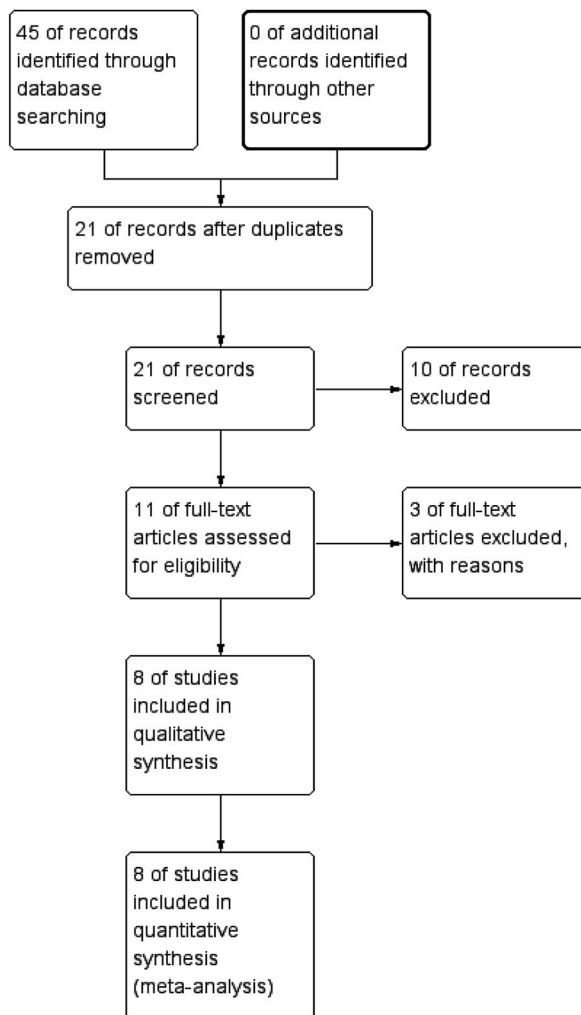 45 of records
identified through
database
searching
0 of additional
records identified
through other
sources
21 of records after duplicates
removed
21 of records
screened
10 of records
excluded
11 of full-text
articles assessed
for eligibility
3 of full-text
articles excluded,
with reasons
8 of studies
included in
qualitative
synthesis
8 of studies
included in
quantitative
synthesis
(meta-analysis)